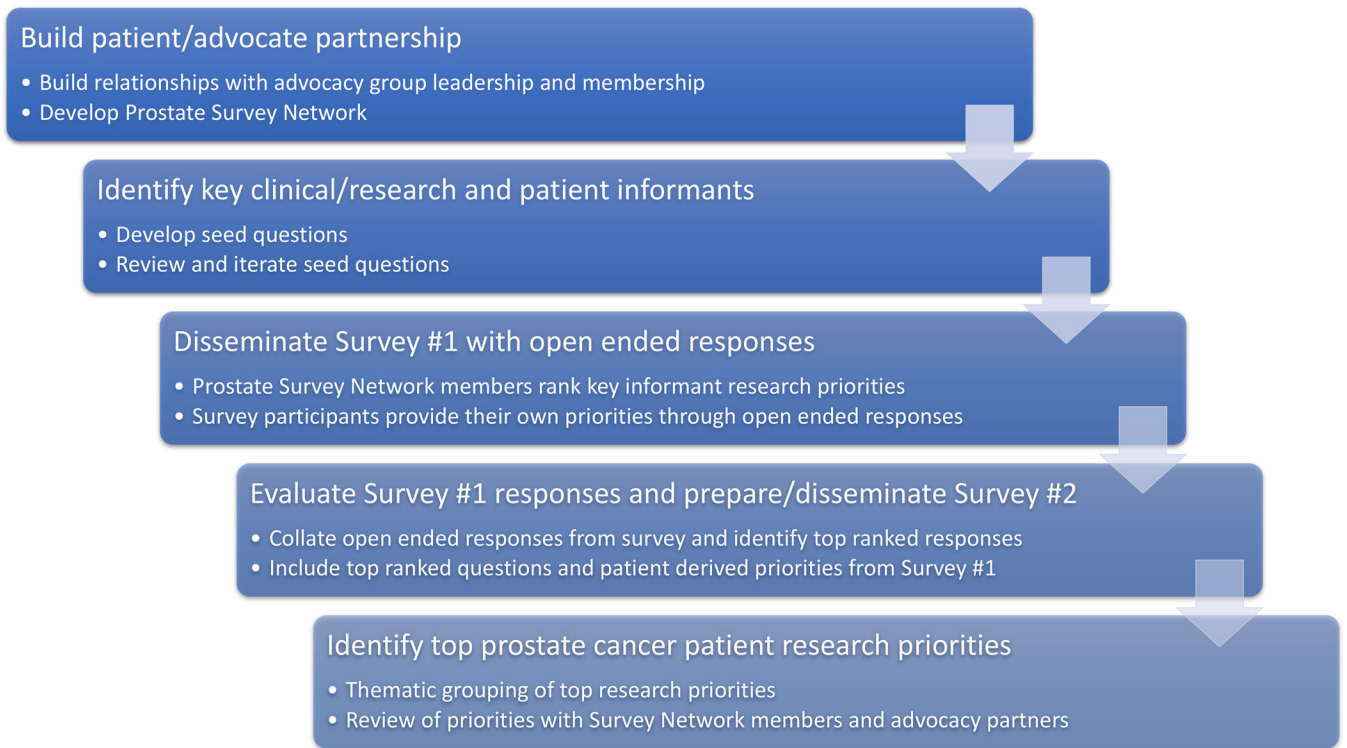 Build patient/advocate partnership
• Build relationships with advocacy group leadership and membership
• Develop Prostate Survey Network
Identify key clinical/research and patient informants
• Develop seed questions
• Review and iterate seed questions
Disseminate Survey #1 with open ended responses
• Prostate Survey Network members rank key informant research priorities
• Survey participants provide their own priorities through open ended responses
Evaluate Survey #1 responses and prepare/disseminate Survey #2
• Collate open ended responses from survey and identify top ranked responses
• Include top ranked questions and patient derived priorities from Survey #1
Identify top prostate cancer patient research priorities
• Thematic grouping of top research priorities
• Review of priorities with Survey Network members and advocacy partners